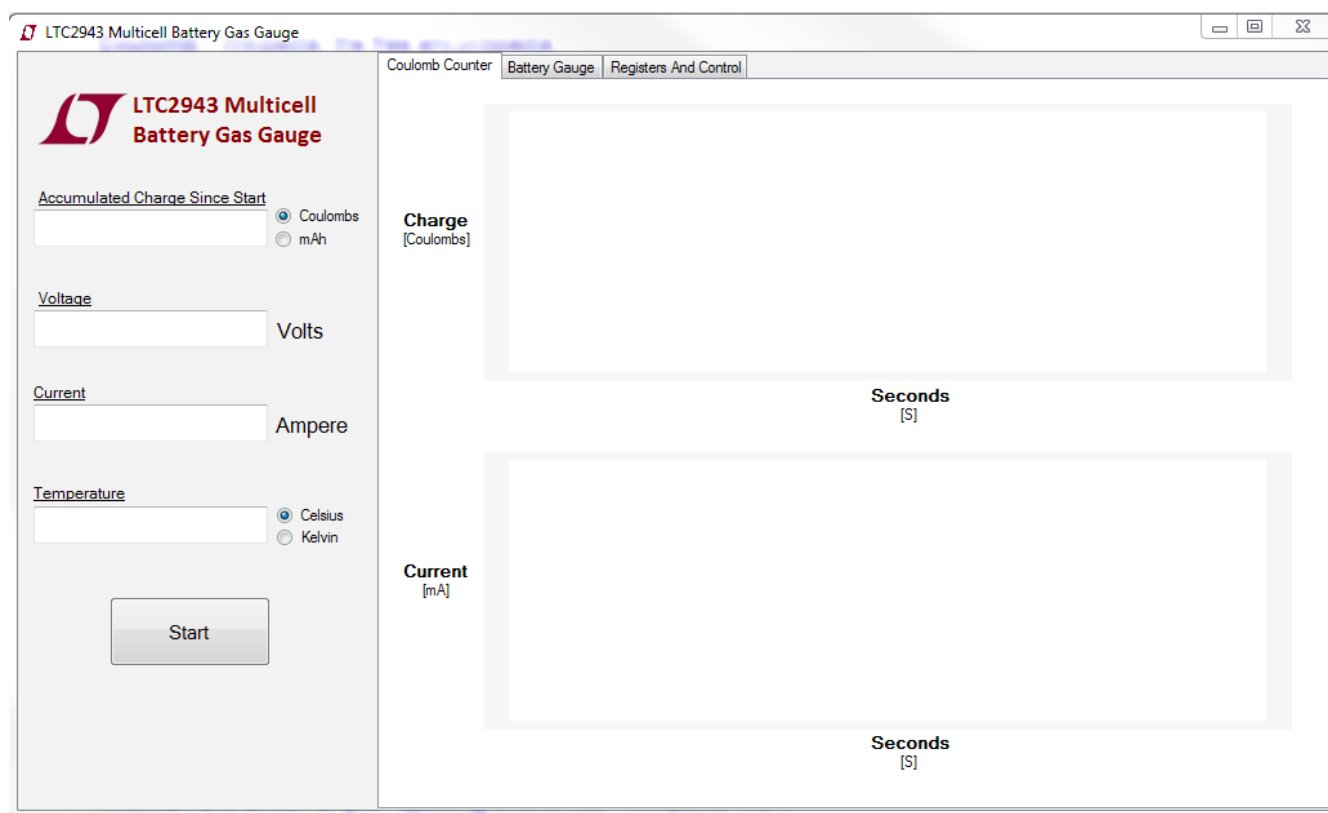 LTC2943 Multicell Battery Gas Gauge
Coulomb Counter
Battery Gauge
Registers And Control
LTC2943 Multicell
Battery Gas Gauge
Accumulated Charge Since Start
Coulombs
mAh
Voltage
Volts
Current
Ampere
Temperature
Celsius
Kelvin
Start
Charge
[Coulombs]
Seconds
[S]
Current
[mA]
Seconds
[S]